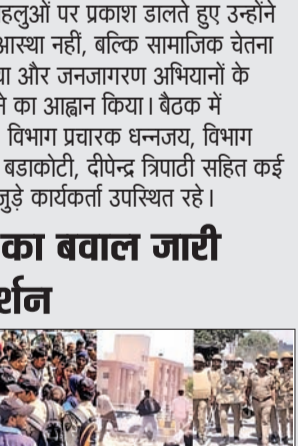 हलुओं पर प्रकाश डालते हुए उन्होंने
आस्था नहीं, बल्कि सामाजिक चेतना
या और जनजागरण अभियानों के
ने का आह्वान किया। बैठक में
विभाग प्रचारक धन्नजय, विभाग
बडाकोटी, दीपेन्द्र त्रिपाठी सहित कई
जुड़े कार्यकर्ता उपस्थित रहे।
का बवाल जारी
र्शन